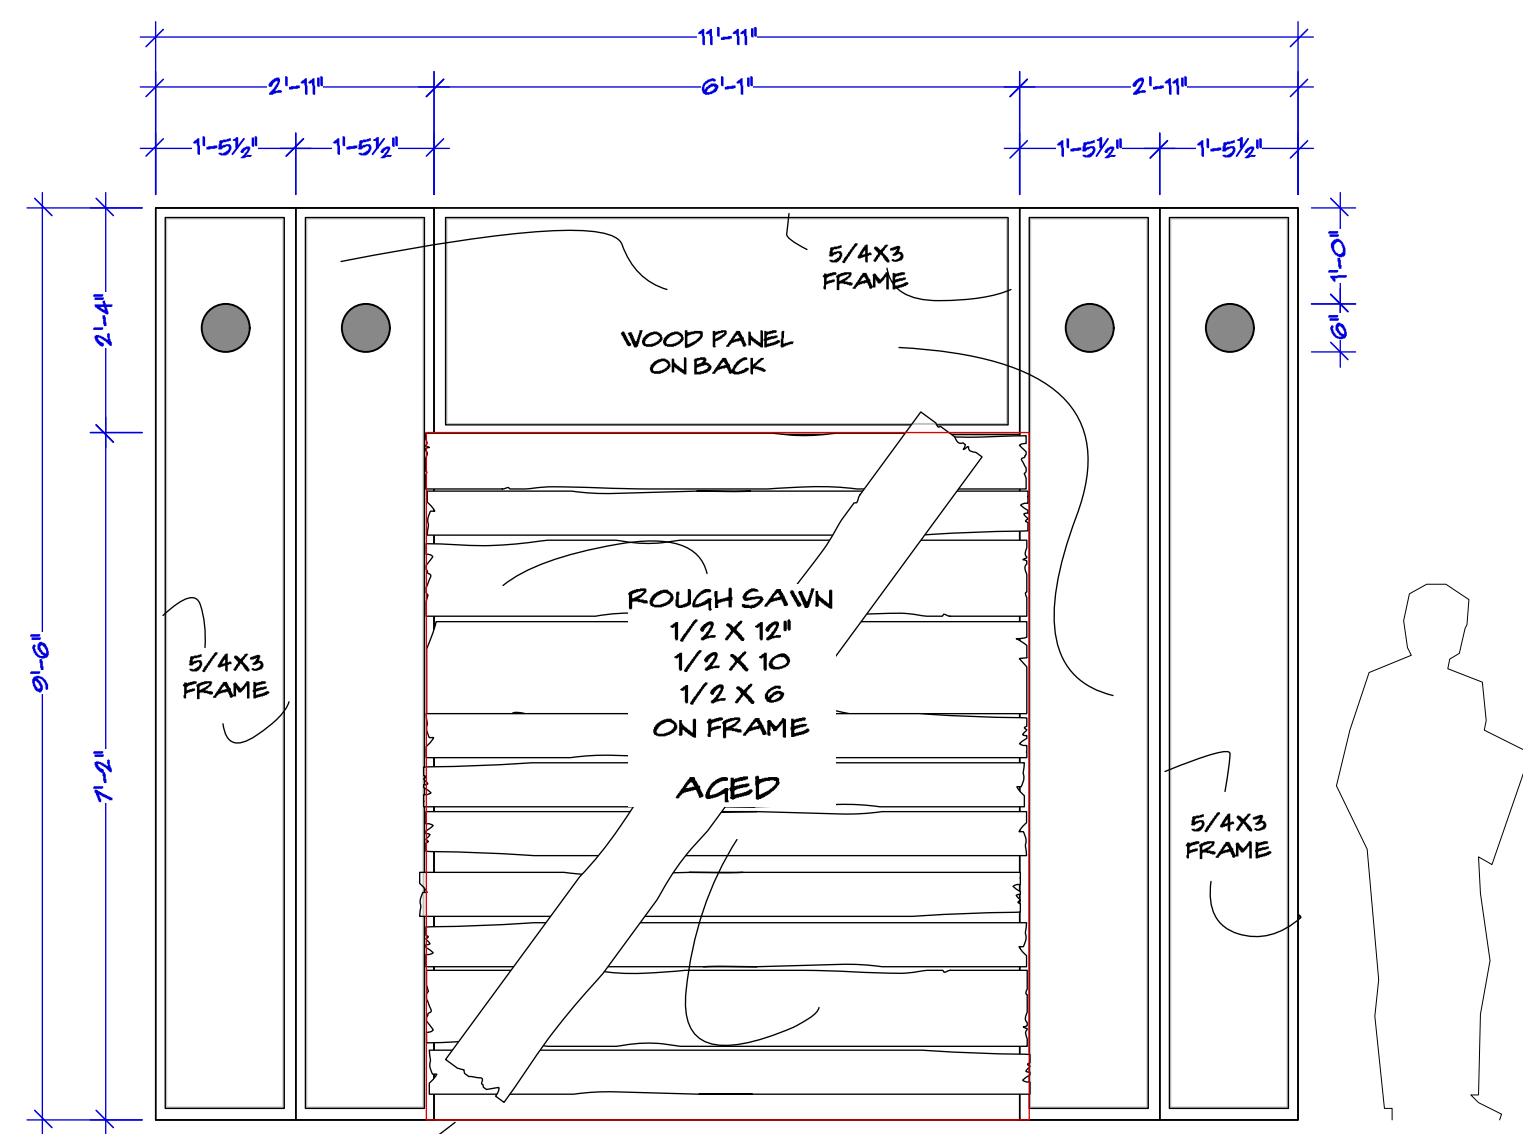 11'-11"
2'-11"
6'-1"
2'-11"
1'-5½"
1'-5½"
1'-5½"
1'-5½"
1'-0"
6"
2'-4"
9'-6"
7'-2"
5/4X3
FRAME
WOOD PANEL
ON BACK
ROUGH SAWN
1/2 X 12"
1/2 X 10
1/2 X 6
ON FRAME
AGED
5/4X3
FRAME
5/4X3
FRAME